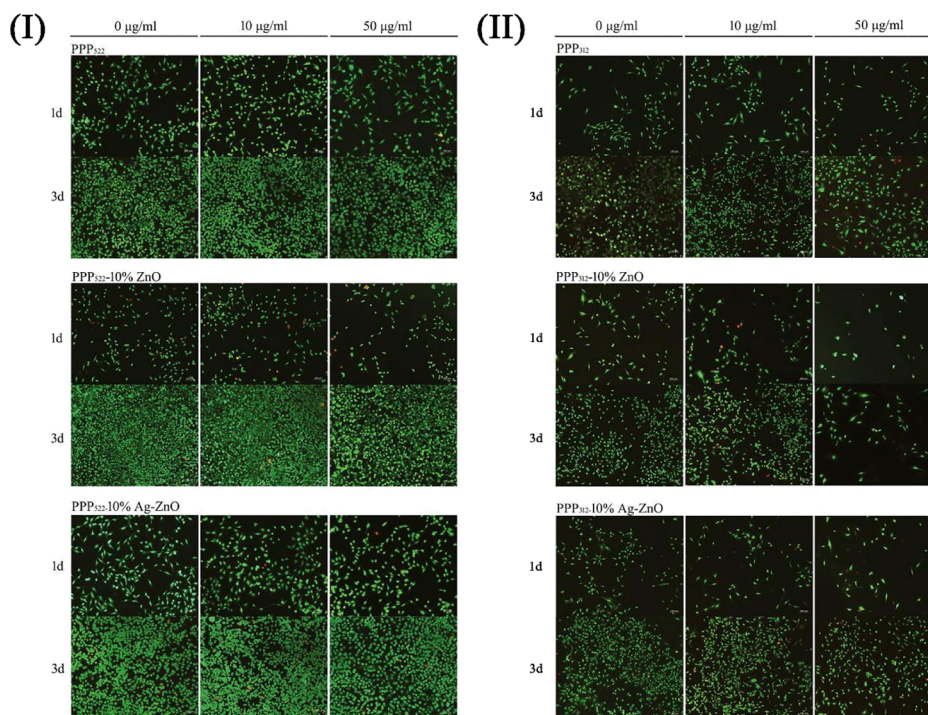 (I)
0 μg/ml 10 μg/ml 50 μg/ml
PPP₅₂₂
1d
3d
PPP₅₂₂-10% ZnO
1d
3d
PPP₅₂₂-10% Ag-ZnO
1d
3d
(II)
0 μg/ml 10 μg/ml 50 μg/ml
PPP₃₁₂
1d
3d
PPP₃₁₂-10% ZnO
1d
3d
PPP₃₁₂-10% Ag-ZnO
1d
3d